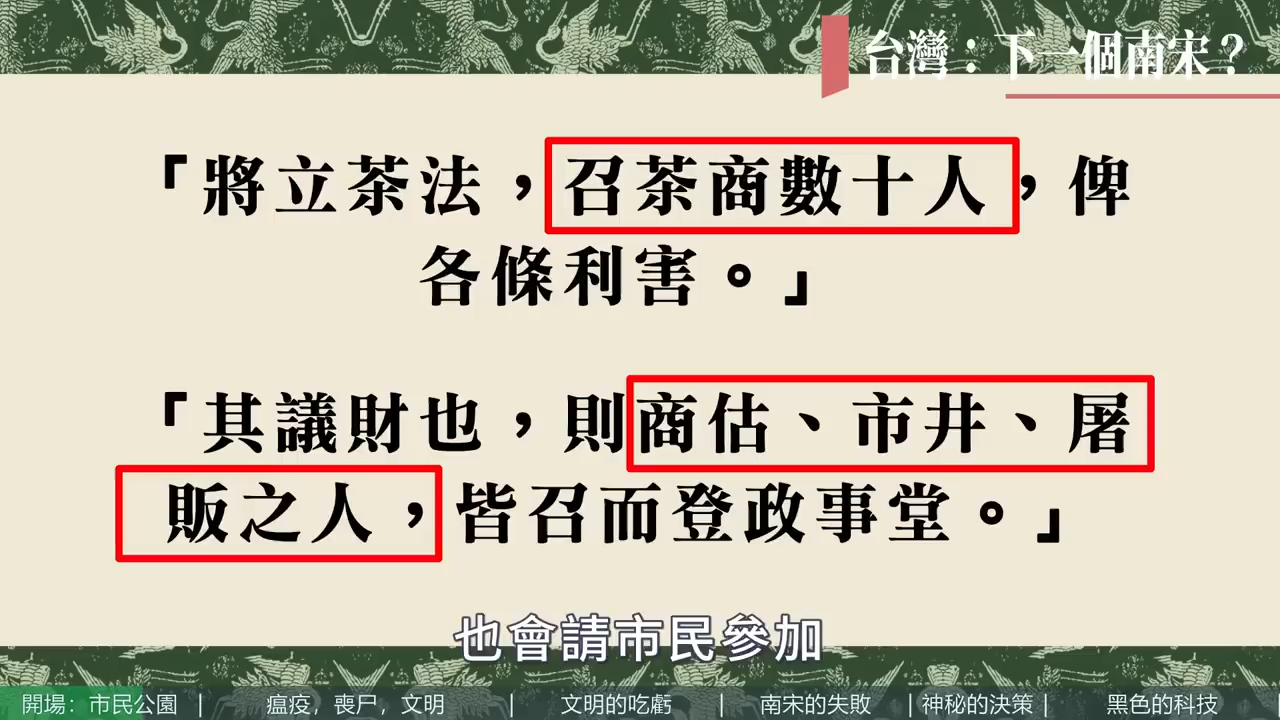 台灣：下一個南宋？
「將立茶法，召茶商數十人，俾
各條利害。」
「其議財也，則商估、市井、屠
販之人，皆召而登政事堂。」
也會請市民參加
開場：市民公園 | 瘟疫，喪尸，文明 | 文明的吃虧 | 南宋的失敗 | 神秘的決策 | 黑色的科技